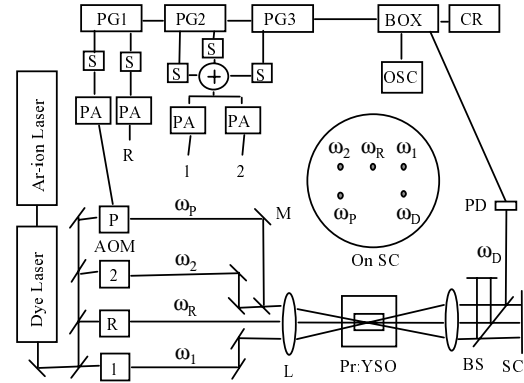 PG1 PG2 PG3 BOX CR
S S S
S + S
OSC
PA PA PA PA
R 1 2
Ar-ion Laser
Dye Laser
ω2 ωR ω1
ωP ωD
On SC
P ωP M
AOM
2 ω2
R ωR
1 ω1
L
Pr:YSO
PD
ωD
BS SC